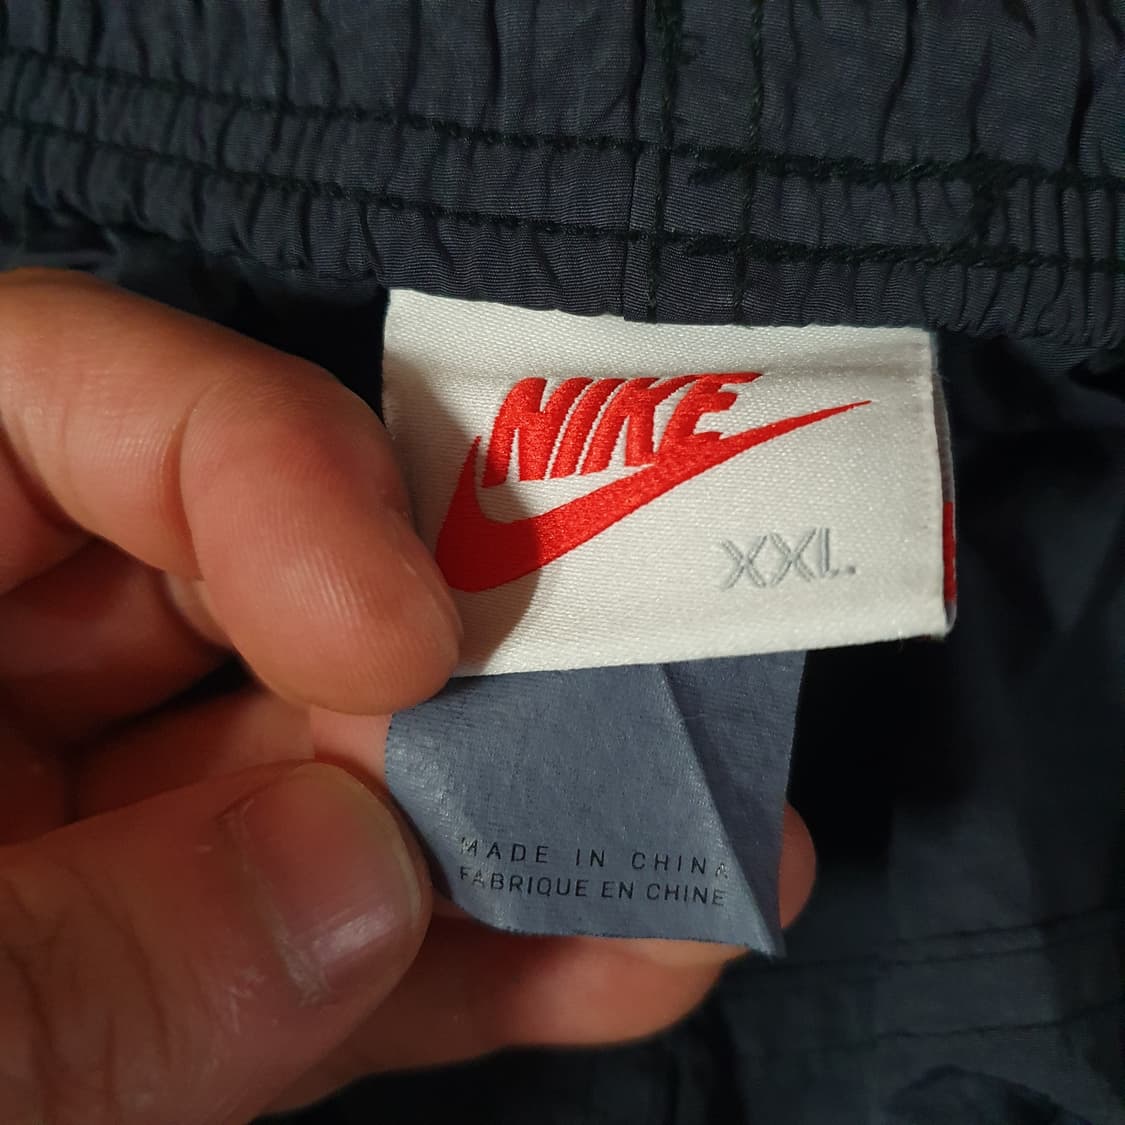 NIKE
XXL
MADE IN CHINA
FABRIQUE EN CHINE